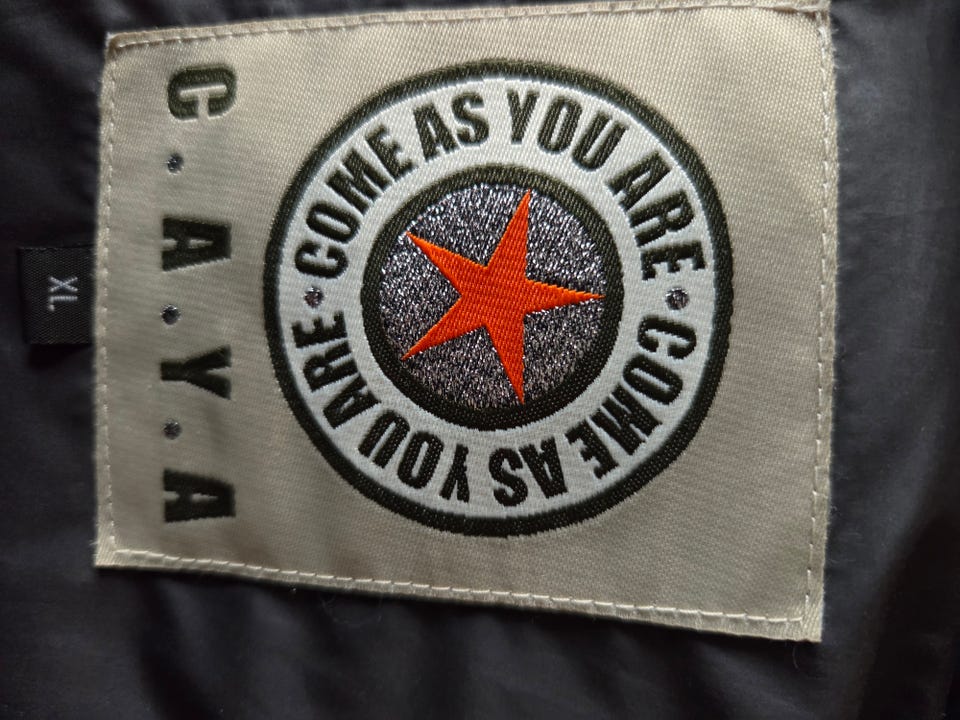 COME AS YOU ARE • COME AS YOU ARE •
C • A • Y • A
XL